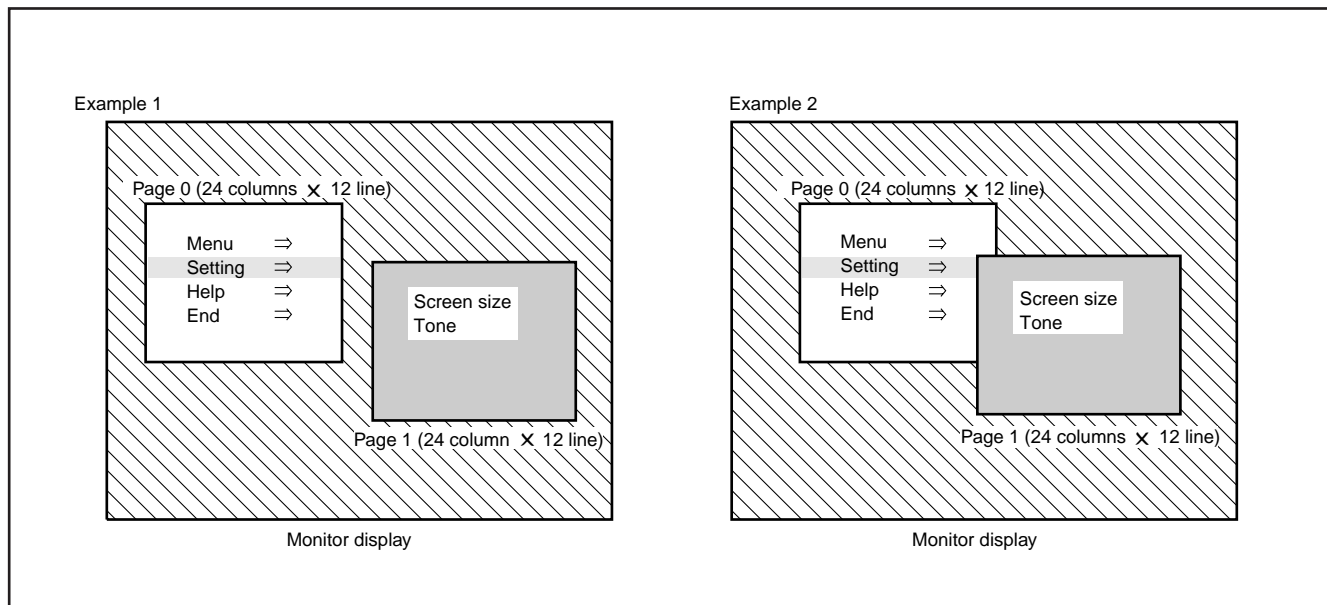 Example 1
Page 0 (24 columns × 12 line)
Menu ⇒
Setting ⇒
Help ⇒
End ⇒
Screen size
Tone
Page 1 (24 column × 12 line)
Monitor display
Example 2
Page 0 (24 columns × 12 line)
Menu ⇒
Setting ⇒
Help ⇒
End ⇒
Screen size
Tone
Page 1 (24 columns × 12 line)
Monitor display